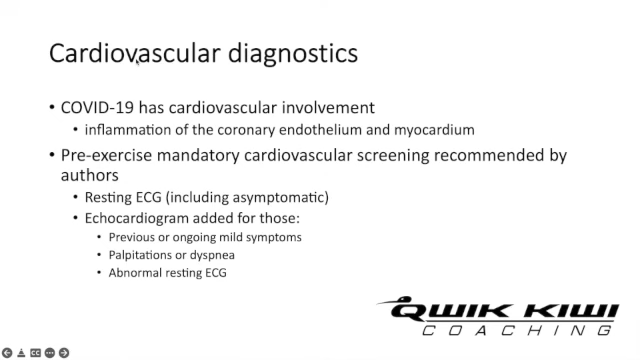 Cardiovascular diagnostics
• COVID-19 has cardiovascular involvement
• inflammation of the coronary endothelium and myocardium
• Pre-exercise mandatory cardiovascular screening recommended by
authors
• Resting ECG (including asymptomatic)
• Echocardiogram added for those:
• Previous or ongoing mild symptoms
• Palpitations or dyspnea
• Abnormal resting ECG
QWIK KIWI
COACHING
CC